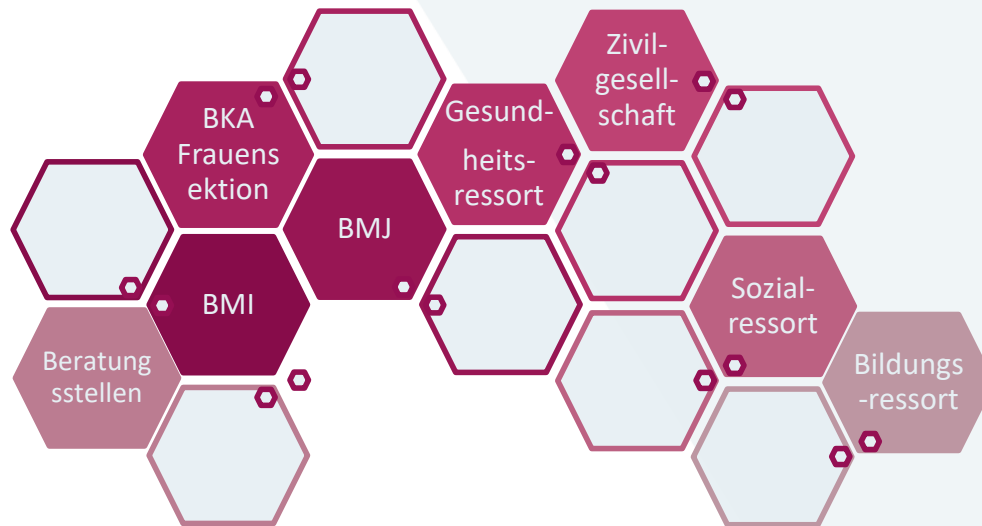 Zivil-
gesell-
schaft
BKA
Frauens
ektion
Gesund-
heits-
ressort
BMJ
BMI
Sozial-
ressort
Beratung
sstellen
Bildungs
-ressort